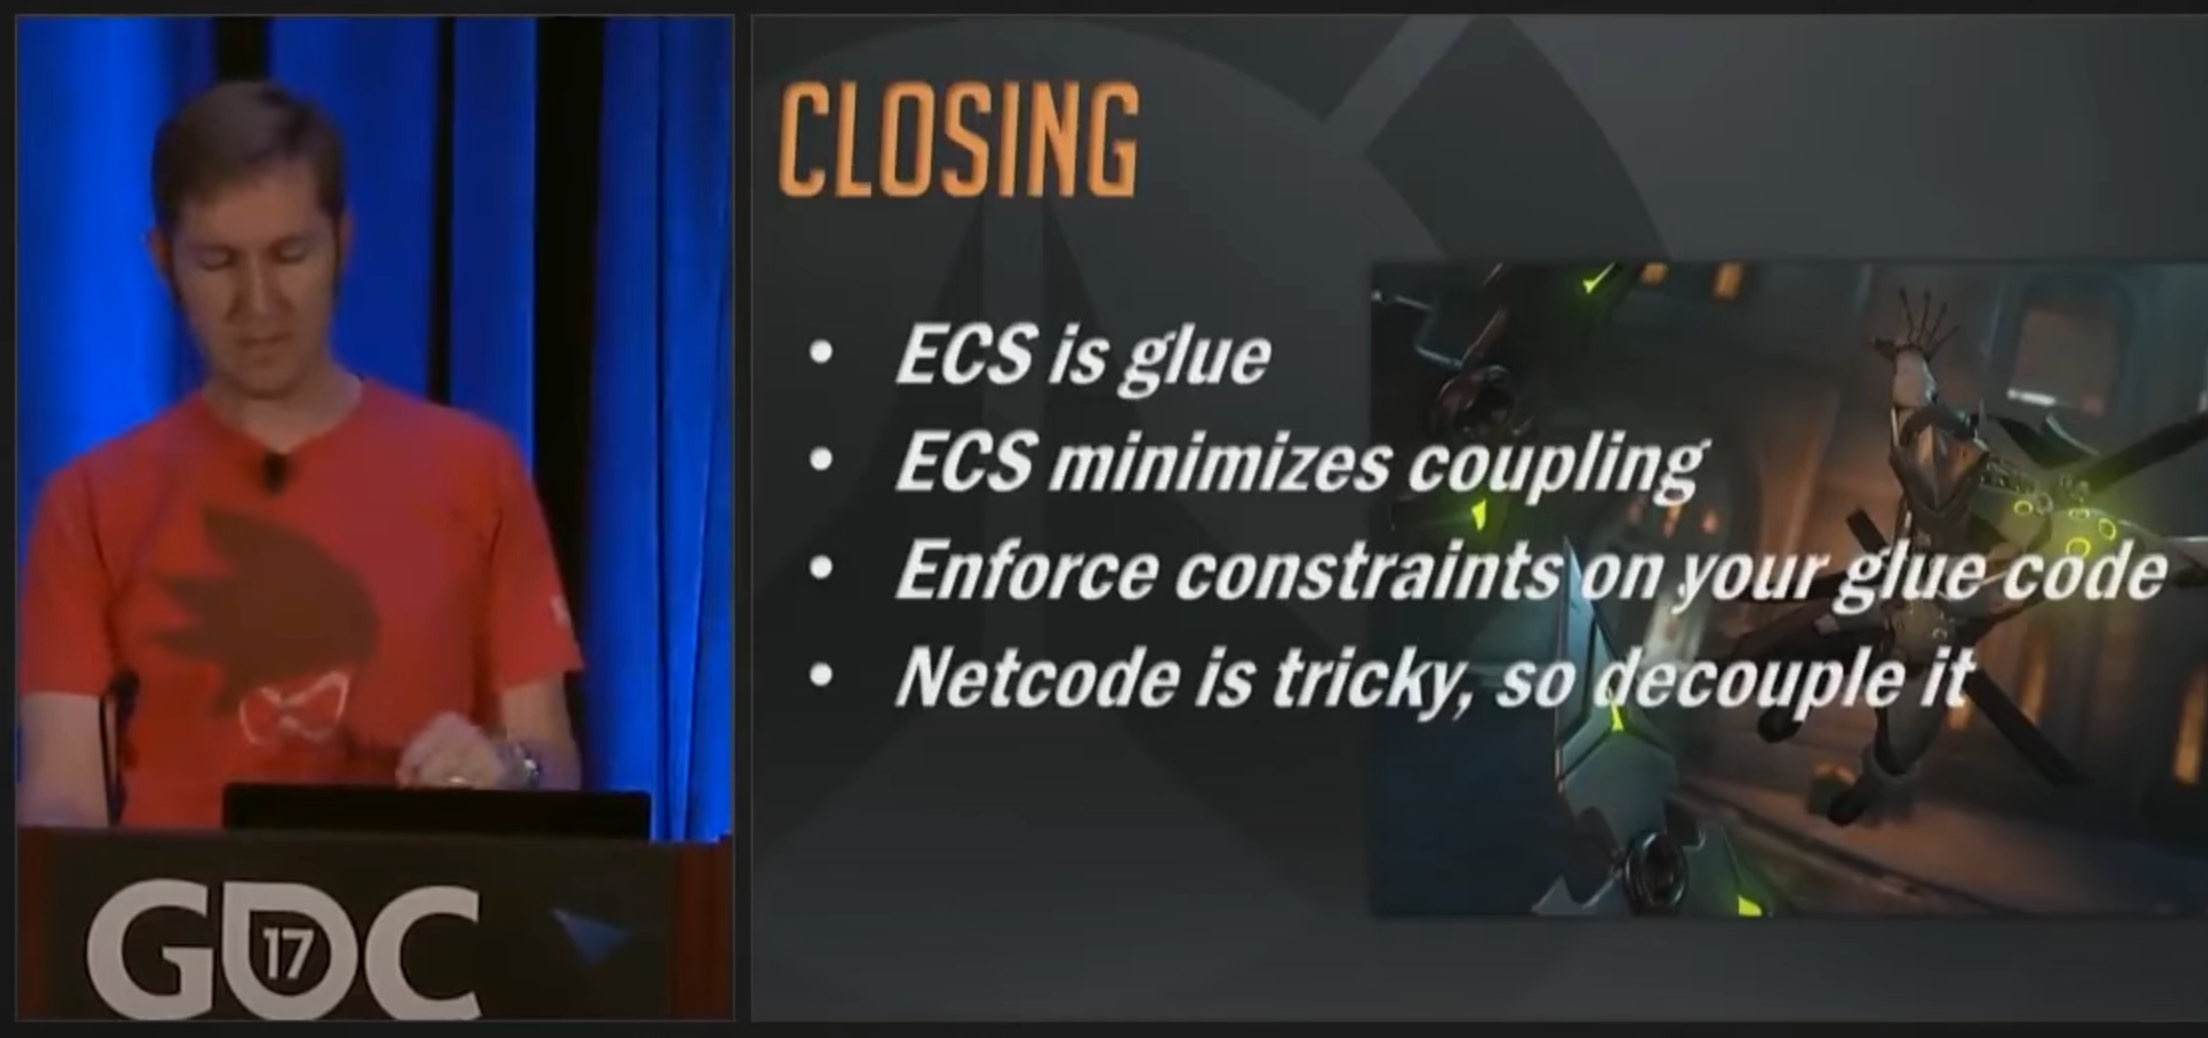 CLOSING
• ECS is glue
• ECS minimizes coupling
• Enforce constraints on your glue code
• Netcode is tricky, so decouple it
GDC
17